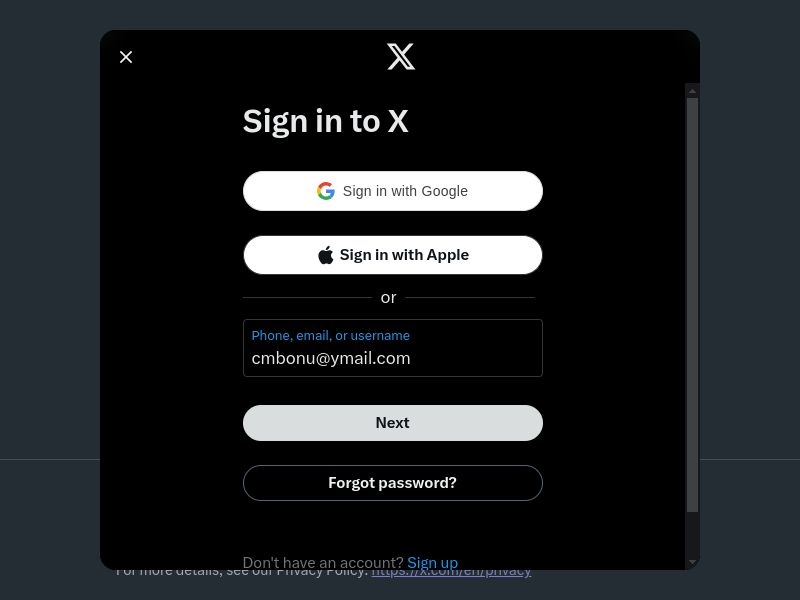 Sign in to X
Sign in with Google
Sign in with Apple
or
Phone, email, or username
cmbonu@ymail.com
Next
Forgot password?
Don't have an account? Sign up
For more details, see our Privacy Policy: https://x.com/en/privacy